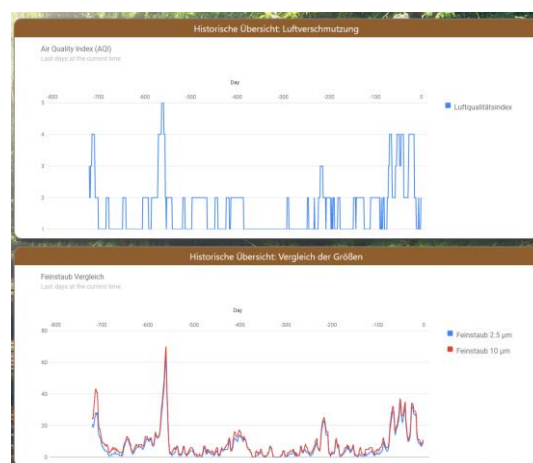 Historische Übersicht: Luftverschmutzung
Air Quality Index (AQI)
Last days at the current time
Day
-800 -700 -600 -500 -400 -300 -200 -100 0
5
4
3
2
1
Luftqualitätsindex
Historische Übersicht: Vergleich der Größen
Feinstaub Vergleich
Last days at the current time
Day
-800 -700 -600 -500 -400 -300 -200 -100 0
80
60
40
20
0
Feinstaub 2.5 µm
Feinstaub 10 µm